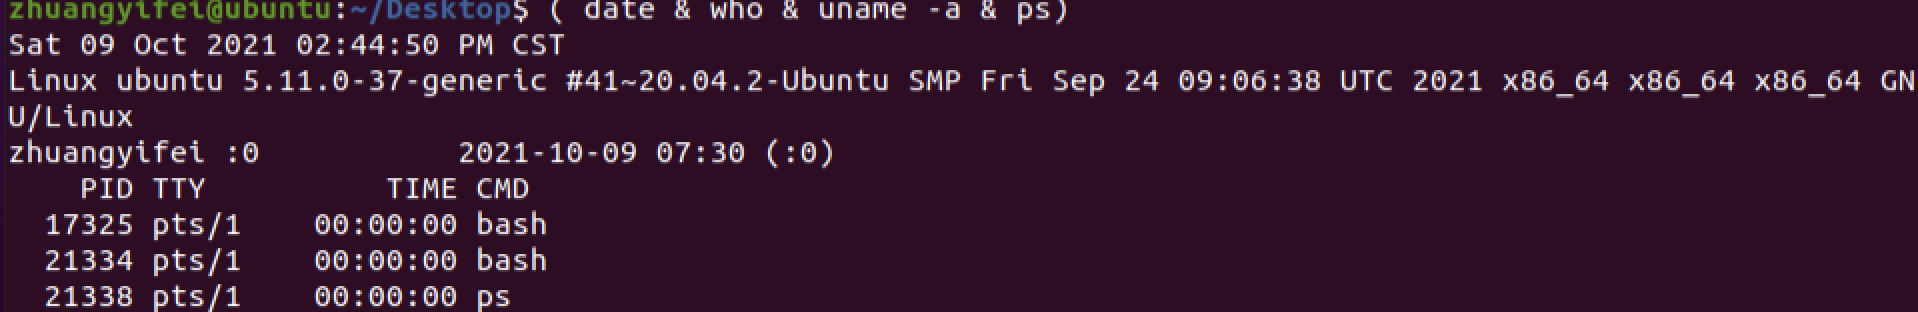 zhuangyifei@ubuntu:~/Desktop$ ( date & who & uname -a & ps)
Sat 09 Oct 2021 02:44:50 PM CST
Linux ubuntu 5.11.0-37-generic #41~20.04.2-Ubuntu SMP Fri Sep 24 09:06:38 UTC 2021 x86_64 x86_64 x86_64 GN
U/Linux
zhuangyifei :0           2021-10-09 07:30 (:0)
    PID TTY          TIME CMD
  17325 pts/1    00:00:00 bash
  21334 pts/1    00:00:00 bash
  21338 pts/1    00:00:00 ps